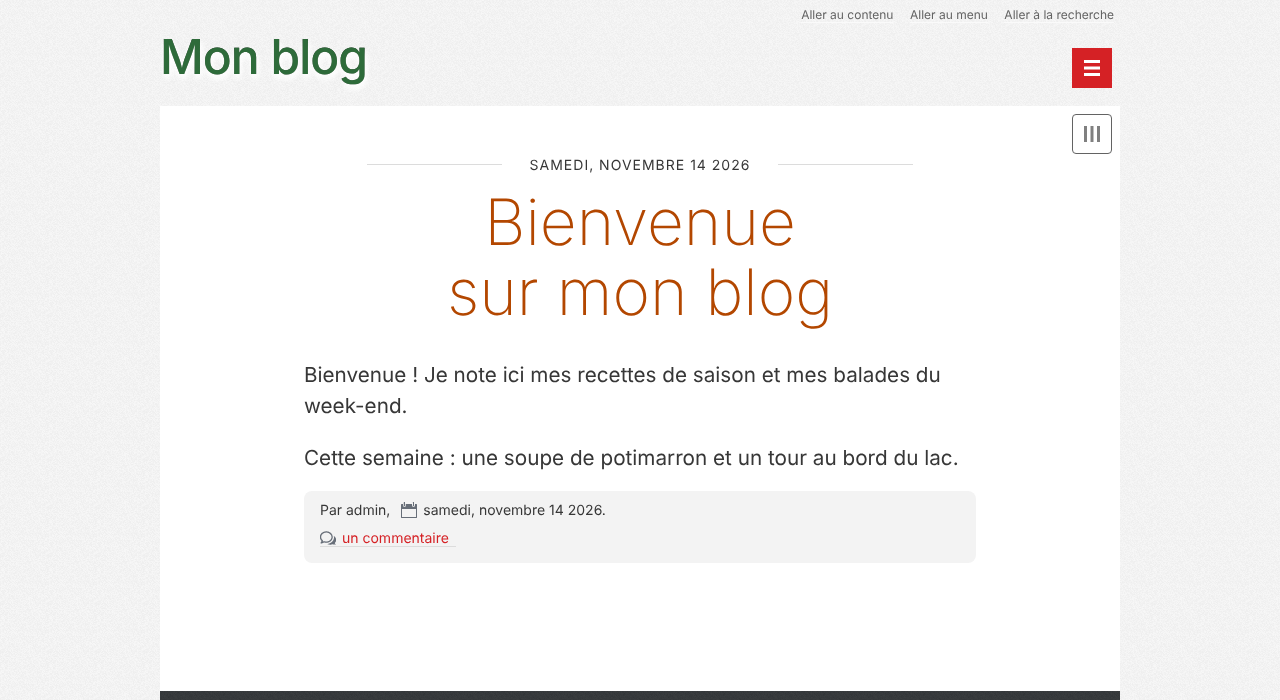 Aller au contenu Aller au menu Aller à la recherche
Mon blog
SAMEDI, NOVEMBRE 14 2026
Bienvenue
sur mon blog
Bienvenue ! Je note ici mes recettes de saison et mes balades du
week-end.
Cette semaine : une soupe de potimarron et un tour au bord du lac.
Par admin, samedi, novembre 14 2026.
un commentaire